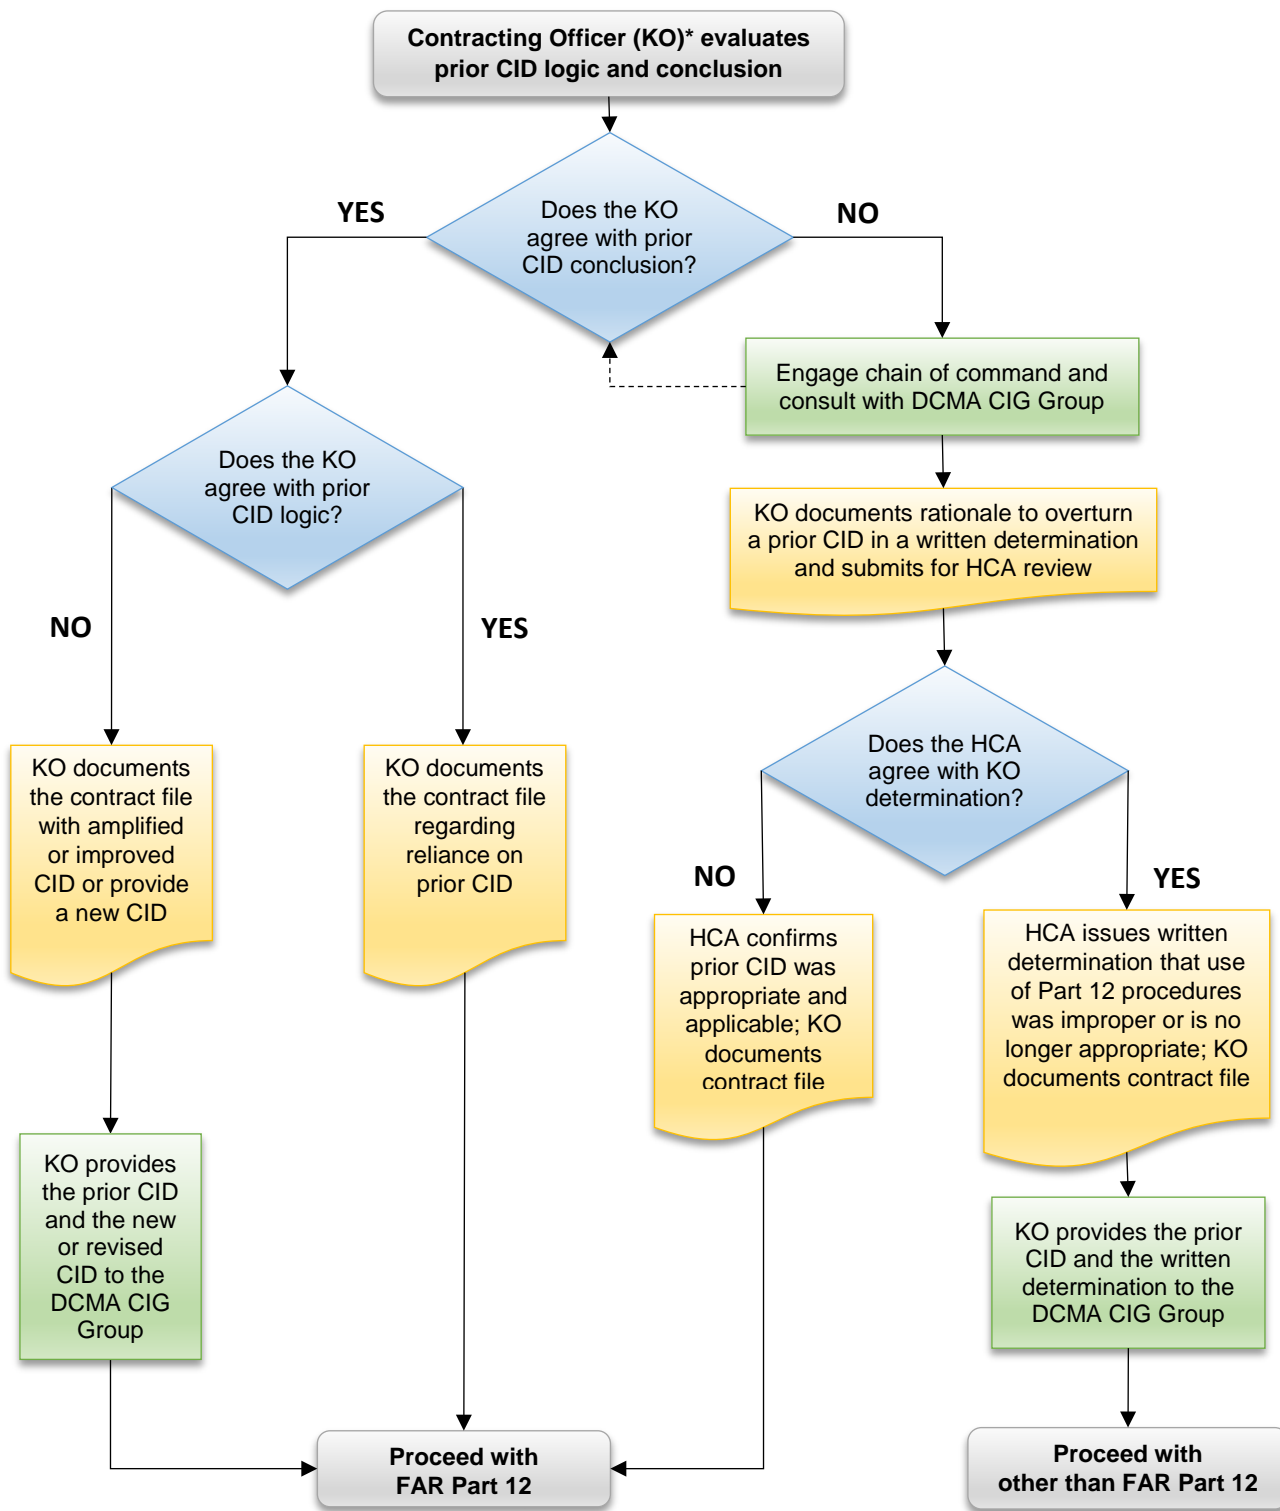 Contracting Officer (KO)* evaluates
prior CID logic and conclusion
YES
Does the KO
agree with prior
CID conclusion?
NO
Engage chain of command and
consult with DCMA CIG Group
Does the KO
agree with prior
CID logic?
KO documents rationale to overturn
a prior CID in a written determination
and submits for HCA review
NO
YES
Does the HCA
agree with KO
determination?
KO documents
the contract file
with amplified
or improved
CID or provide
a new CID
KO documents
the contract file
regarding
reliance on
prior CID
NO
YES
HCA confirms
prior CID was
appropriate and
applicable; KO
documents
contract file
HCA issues written
determination that use
of Part 12 procedures
was improper or is no
longer appropriate; KO
documents contract file
KO provides
the prior CID
and the new
or revised
CID to the
DCMA CIG
Group
KO provides the prior
CID and the written
determination to the
DCMA CIG Group
Proceed with
FAR Part 12
Proceed with
other than FAR Part 12